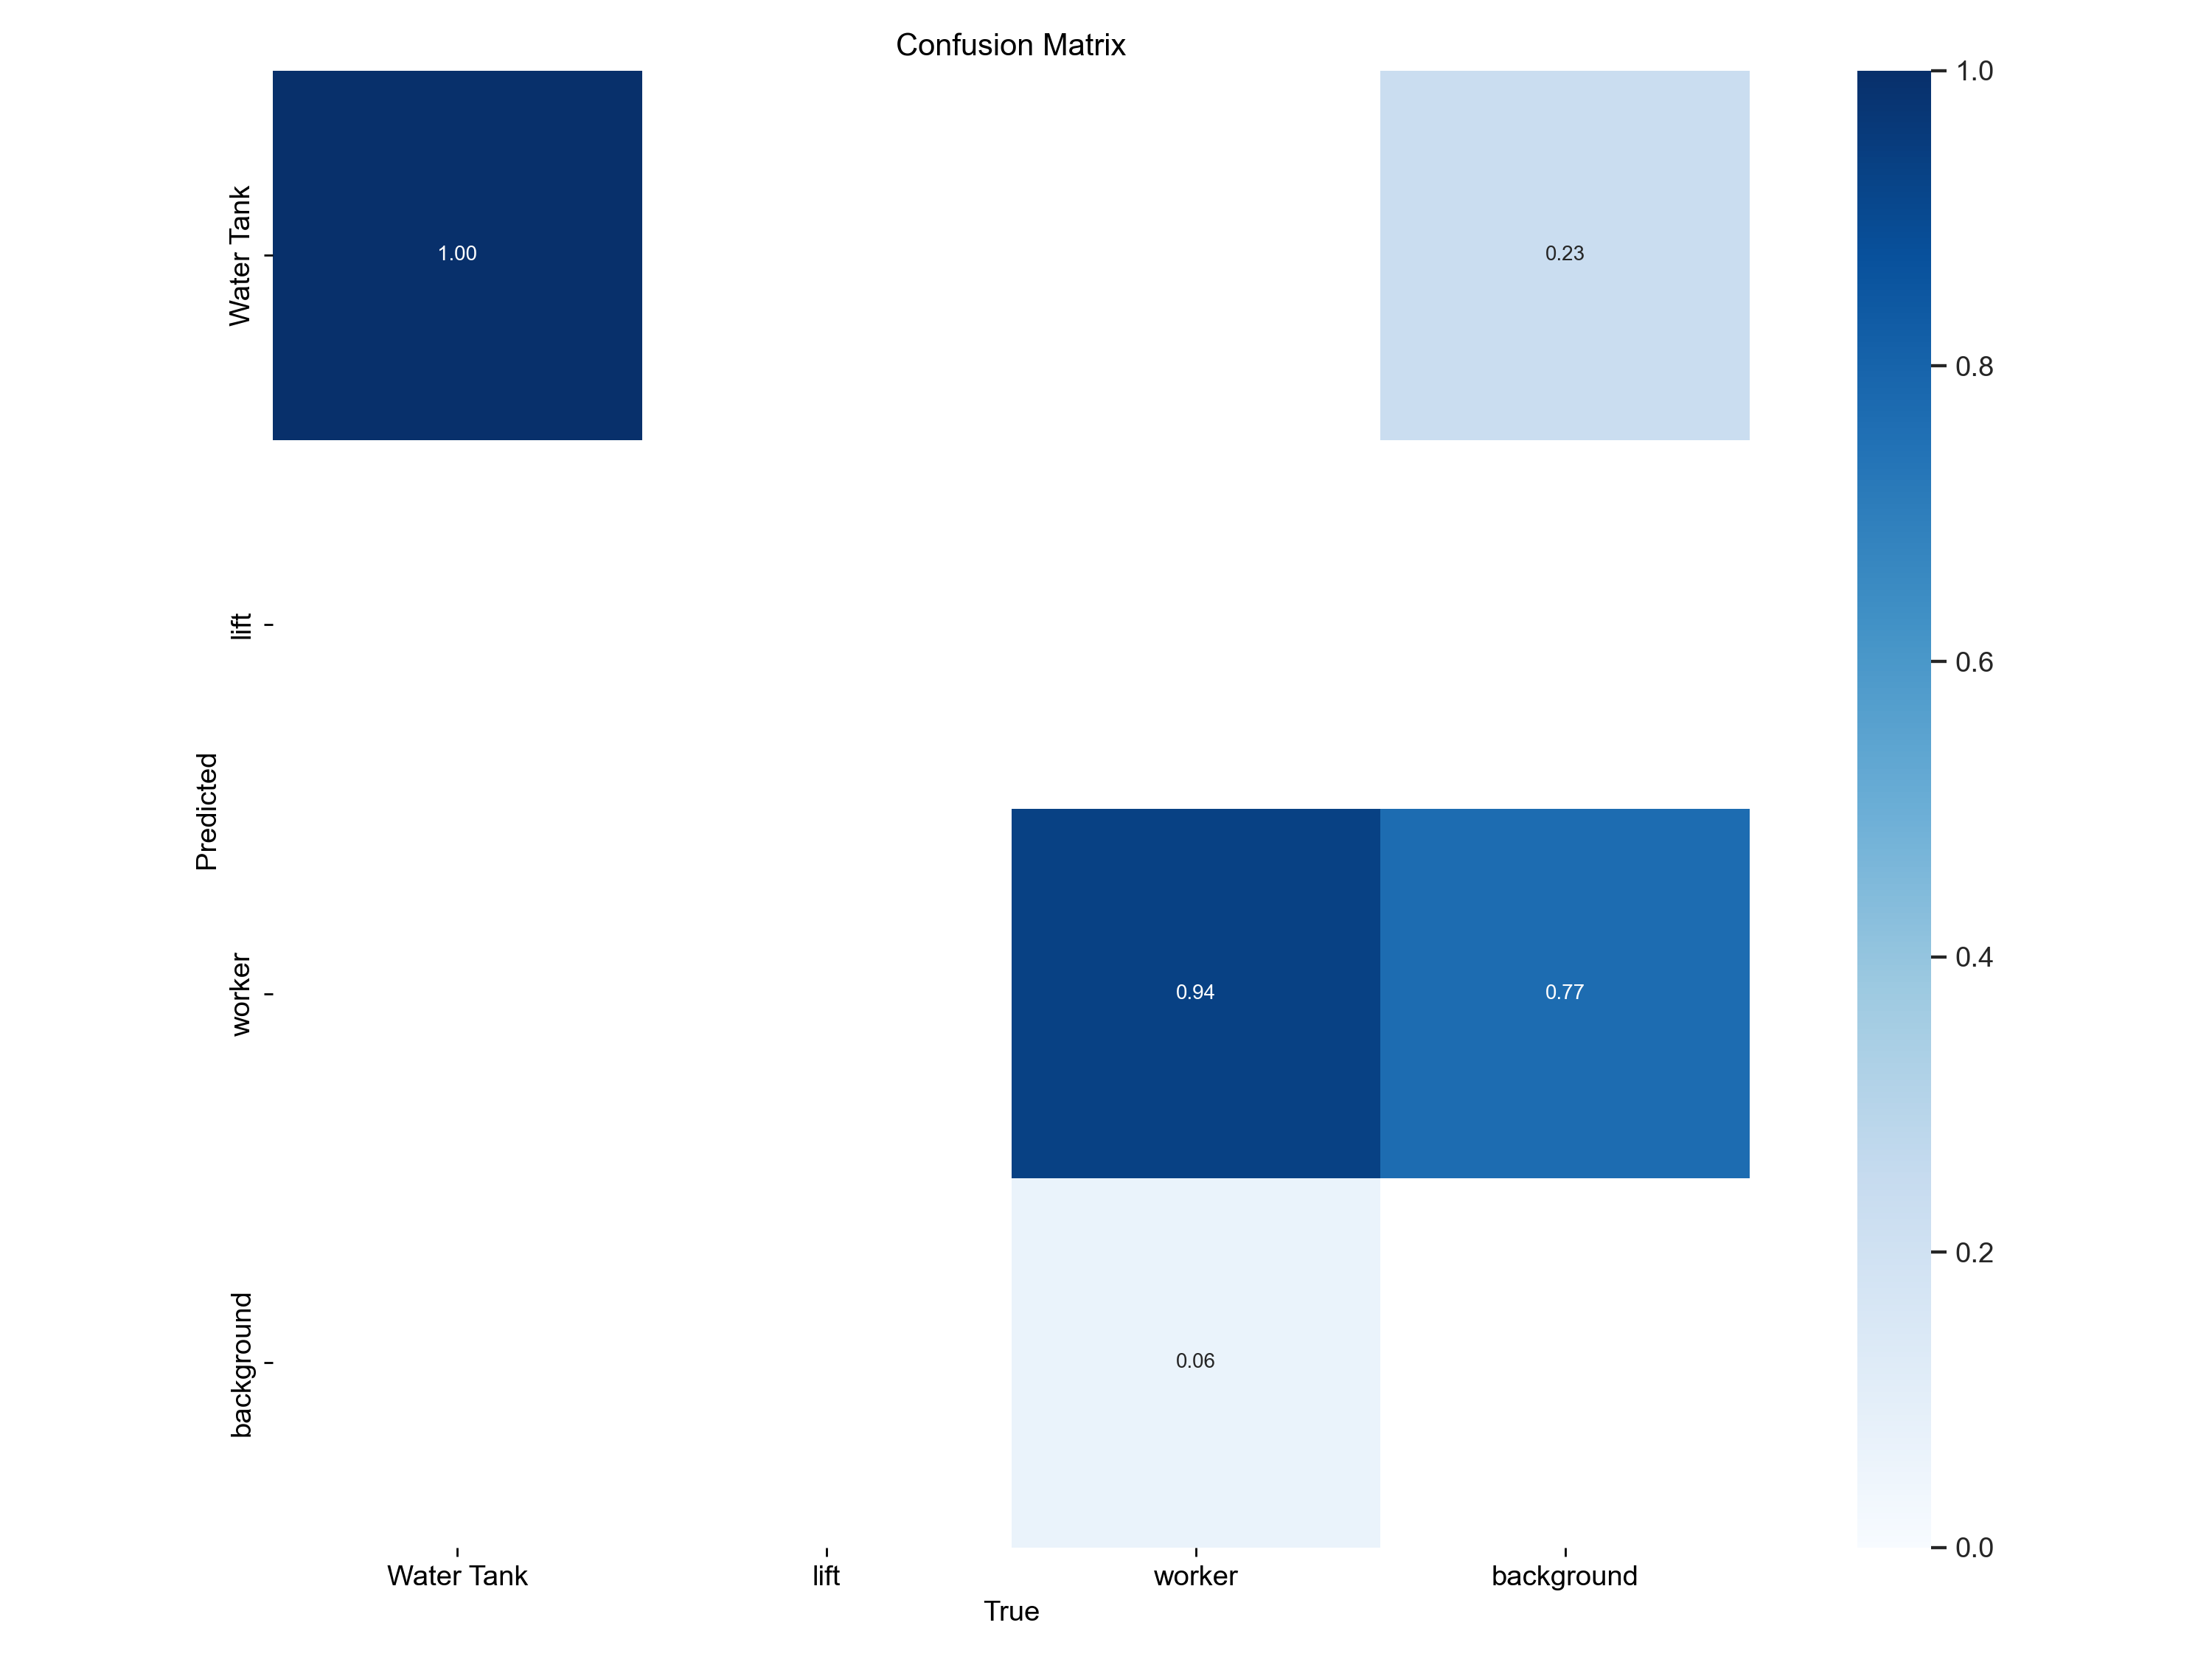 Confusion Matrix
Water Tank
lift
worker
background
Predicted
1.00
0.23
0.94
0.77
0.06
Water Tank
lift
worker
background
True
1.0
0.8
0.6
0.4
0.2
0.0